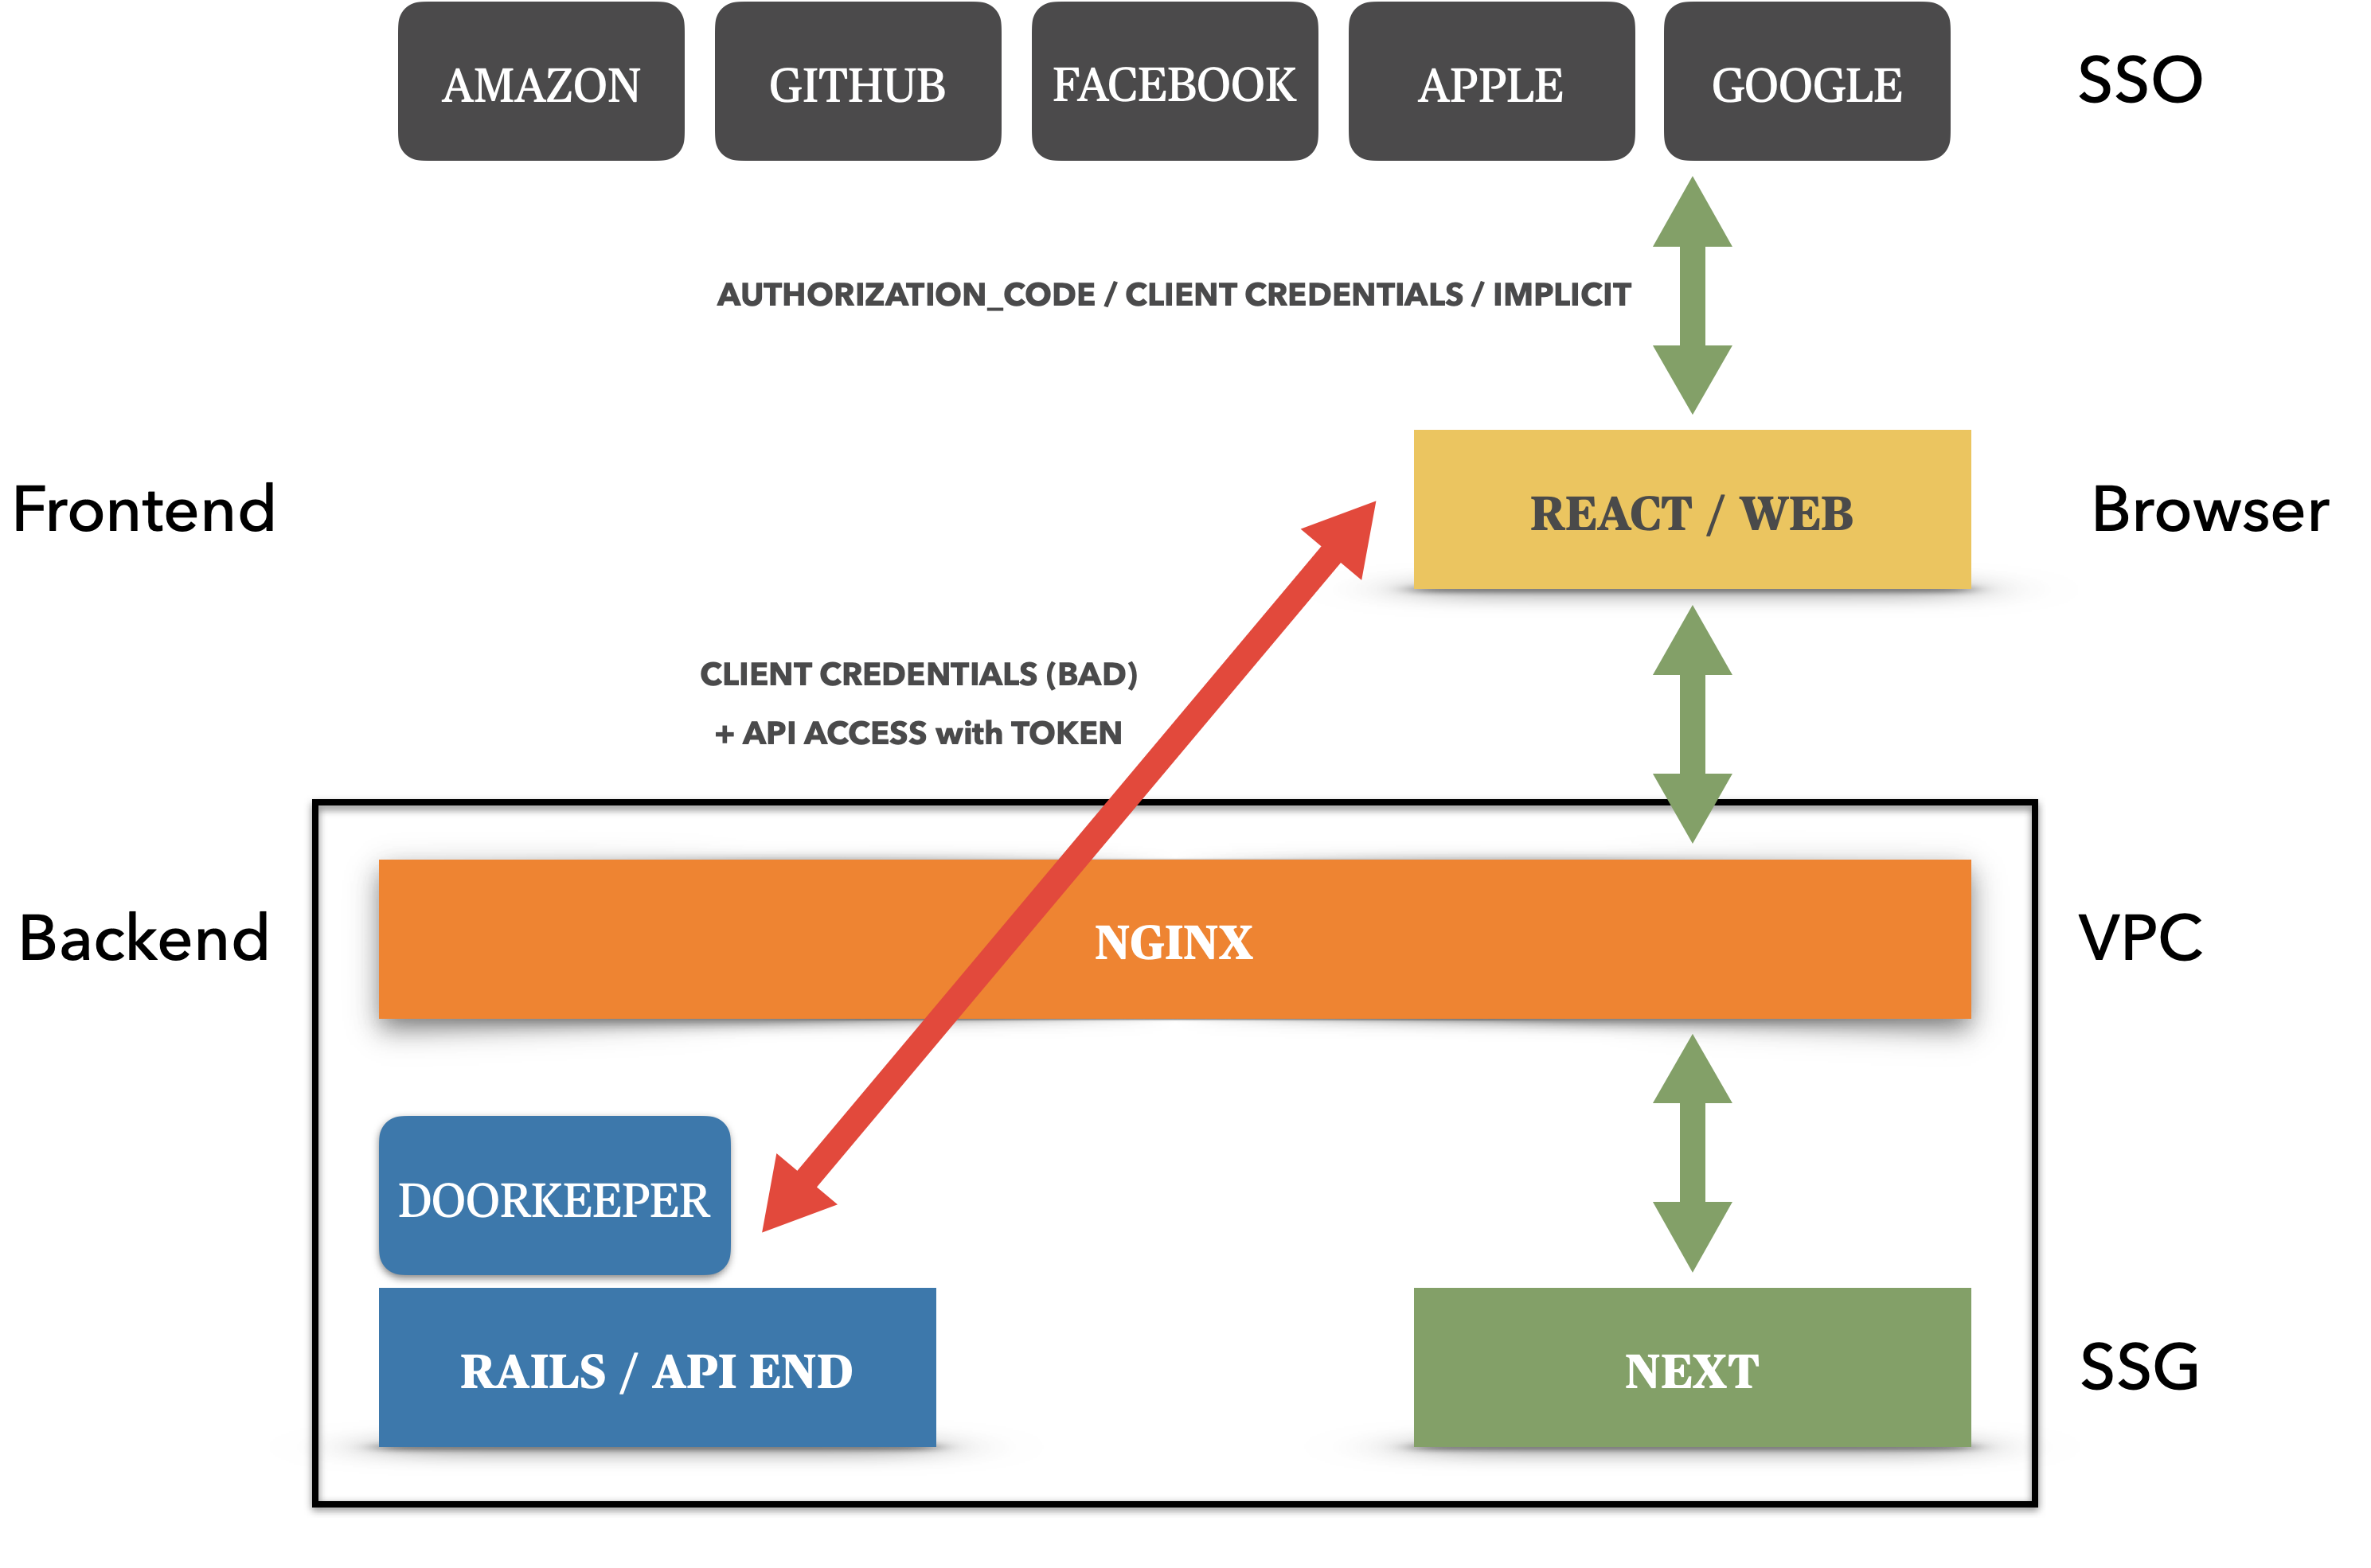 AMAZON
GITHUB
FACEBOOK
APPLE
GOOGLE
SSO
AUTHORIZATION_CODE / CLIENT CREDENTIALS / IMPLICIT
Frontend
REACT / WEB
Browser
CLIENT CREDENTIALS (BAD)
+ API ACCESS with TOKEN
Backend
NGINX
VPC
DOORKEEPER
RAILS / API END
NEXT
SSG